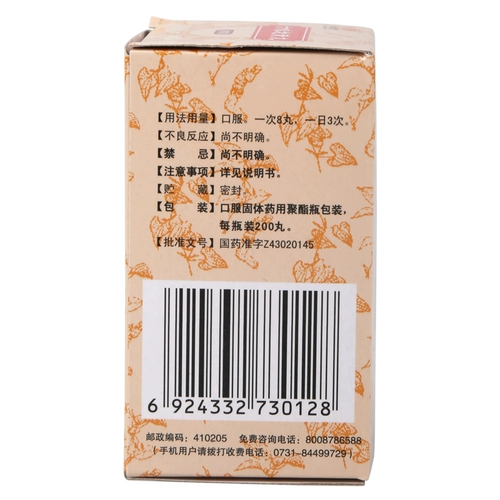 【用法用量】口服。一次8丸,一日3次。
【不良反应】尚不明确。
【禁　　忌】尚不明确。
【注意事项】详见说明书。
【贮　　藏】密封。
【包　　装】口服固体药用聚酯瓶包装,
每瓶装200丸。
【批准文号】国药准字Z43020145
6 924332 730128
邮政编码:410205 免费咨询电话:8008786588
(手机用户请拨打收费电话:0731-84499729)